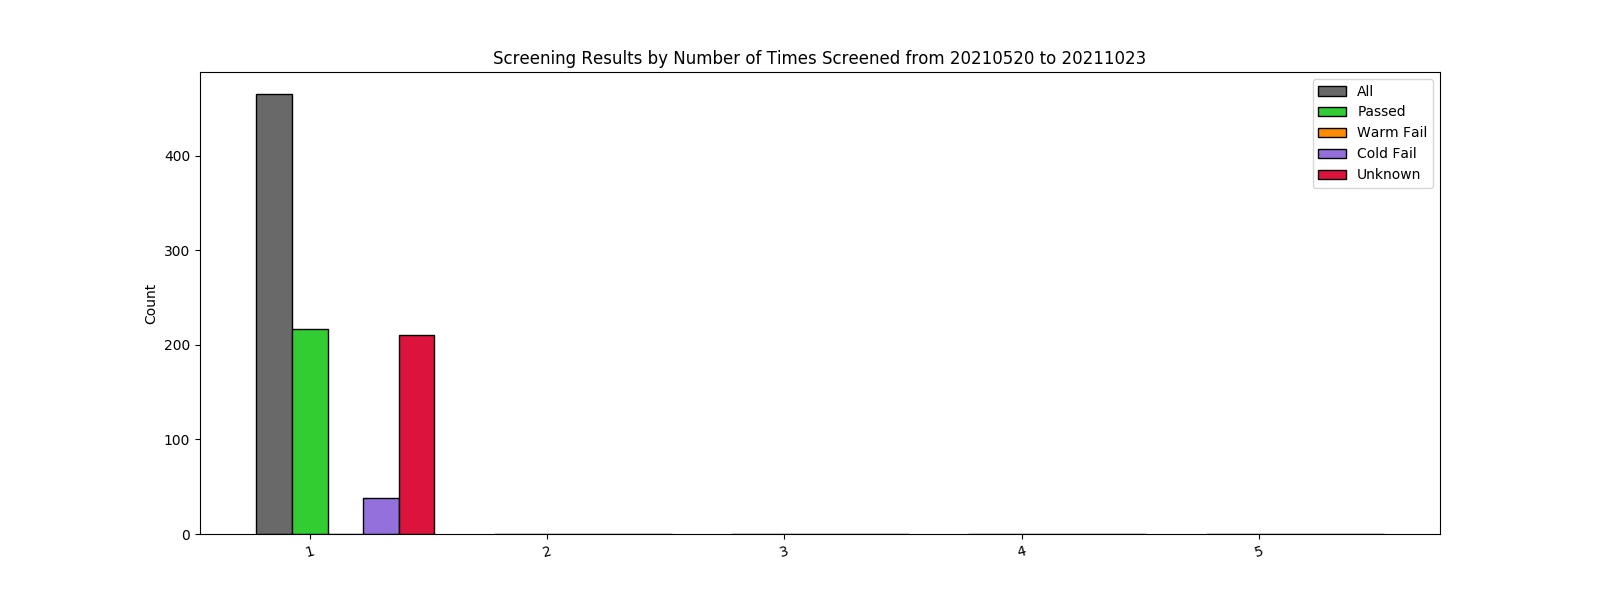 Screening Results by Number of Times Screened from 20210520 to 20211023
All
Passed
Warm Fail
Cold Fail
Unknown
Count
400
300
200
100
0
1 2 3 4 5